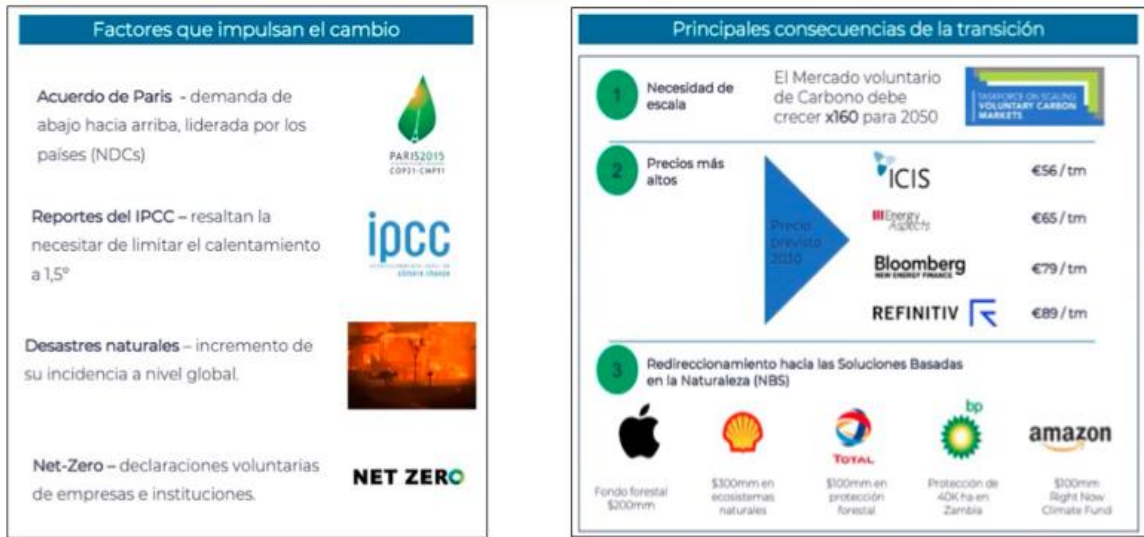 Factores que impulsan el cambio
Acuerdo de Paris - demanda de
abajo hacia arriba, liderada por los
países (NDCs)
PARIS2015
COP21·CMP11
Reportes del IPCC – resaltan la
necesitar de limitar el calentamiento
a 1,5º
ipcc
climate change
Desastres naturales – incremento de
su incidencia a nivel global.
Net-Zero – declaraciones voluntarias
de empresas e instituciones.
NET ZERO
Principales consecuencias de la transición
1
Necesidad de
escala
El Mercado voluntario
de Carbono debe
crecer x160 para 2050
TASKFORCE ON SCALING
VOLUNTARY CARBON
MARKETS
2
Precios más
altos
Precio
previsto
2030
ICIS
€56 / tm
Energy
Aspects
€65 / tm
Bloomberg
NEW ENERGY FINANCE
€79 / tm
REFINITIV
€89 / tm
3
Redireccionamiento hacia las Soluciones Basadas
en la Naturaleza (NBS)
TOTAL
bp
amazon
Fondo forestal
$200mm
$300mm en
ecosistemas
naturales
$100mm en
protección
forestal
Protección de
40K ha en
Zambia
$100mm
Right Now
Climate Fund